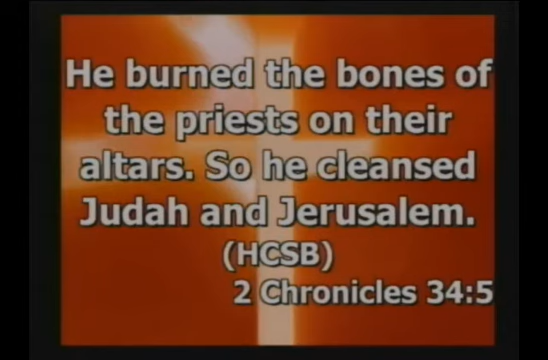 He burned the bones of
the priests on their
altars. So he cleansed
Judah and Jerusalem.
(HCSB)
2 Chronicles 34:5